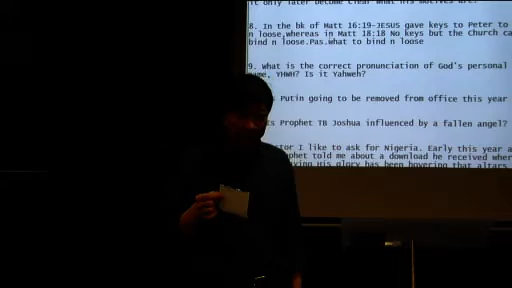 it only later become clear what his motives are?
8. In the bk of Matt 16:19-JESUS gave keys to Peter to
n loose,whereas in Matt 18:18 No keys but the Church ca
bind n loose.Pas.what to bind n loose
9. what is the correct pronunciation of God's personal
name, YHWH? Is it Yahweh?
Putin going to be removed from office this year
Prophet TB Joshua influenced by a fallen angel?
I like to ask for Nigeria. Early this year a
told me about a download he received wher
His glory has been hovering that altars